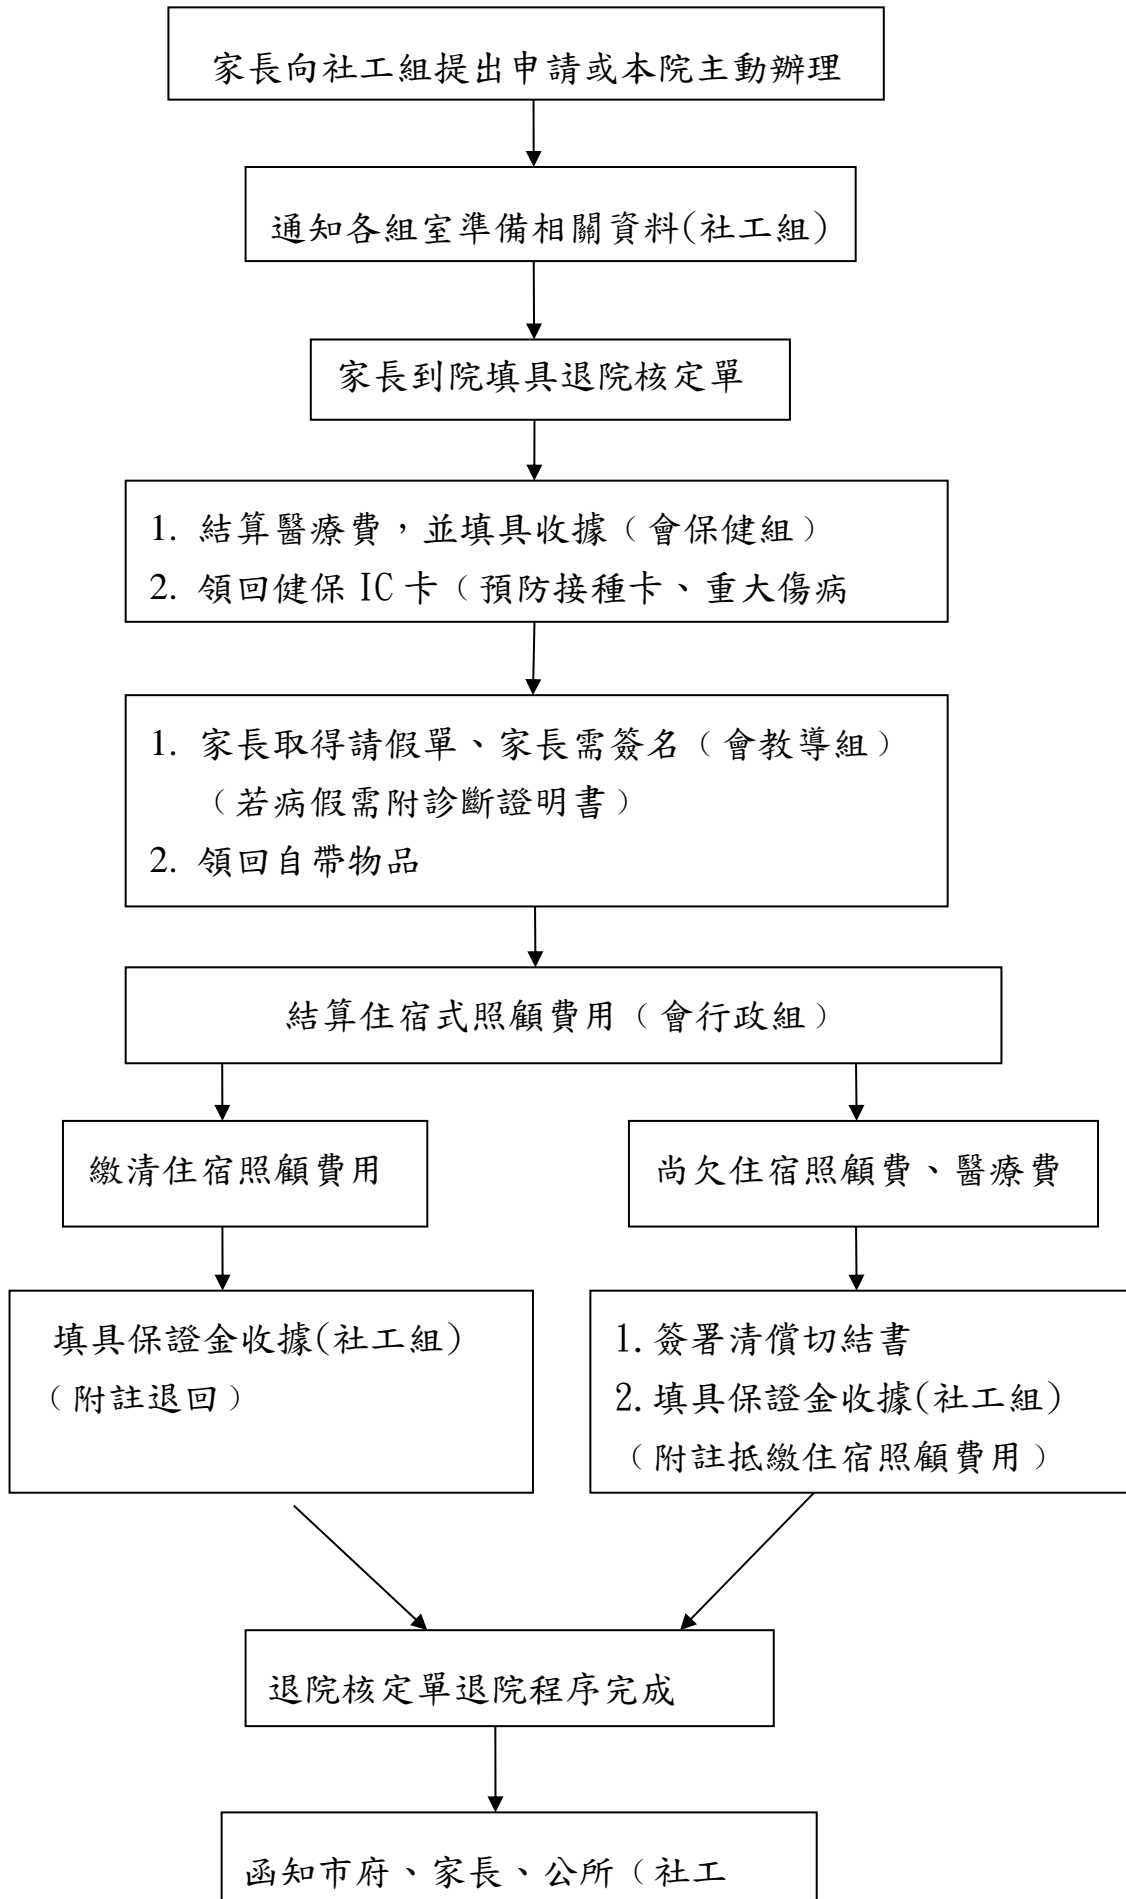 家長向社工組提出申請或本院主動辦理
通知各組室準備相關資料(社工組)
家長到院填具退院核定單
1. 結算醫療費，並填具收據（會保健組）
2. 領回健保 IC 卡（預防接種卡、重大傷病
1. 家長取得請假單、家長需簽名（會教導組）
（若病假需附診斷證明書）
2. 領回自帶物品
結算住宿式照顧費用（會行政組）
繳清住宿照顧費用
尚欠住宿照顧費、醫療費
填具保證金收據(社工組)
（附註退回）
1.簽署清償切結書
2.填具保證金收據(社工組)
（附註抵繳住宿照顧費用）
退院核定單退院程序完成
函知市府、家長、公所（社工